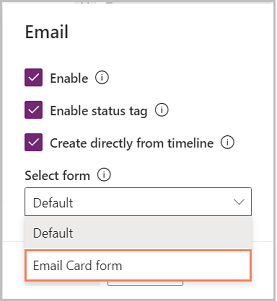 Email
Enable
Enable status tag
Create directly from timeline
Select form
Default
Default
Email Card form